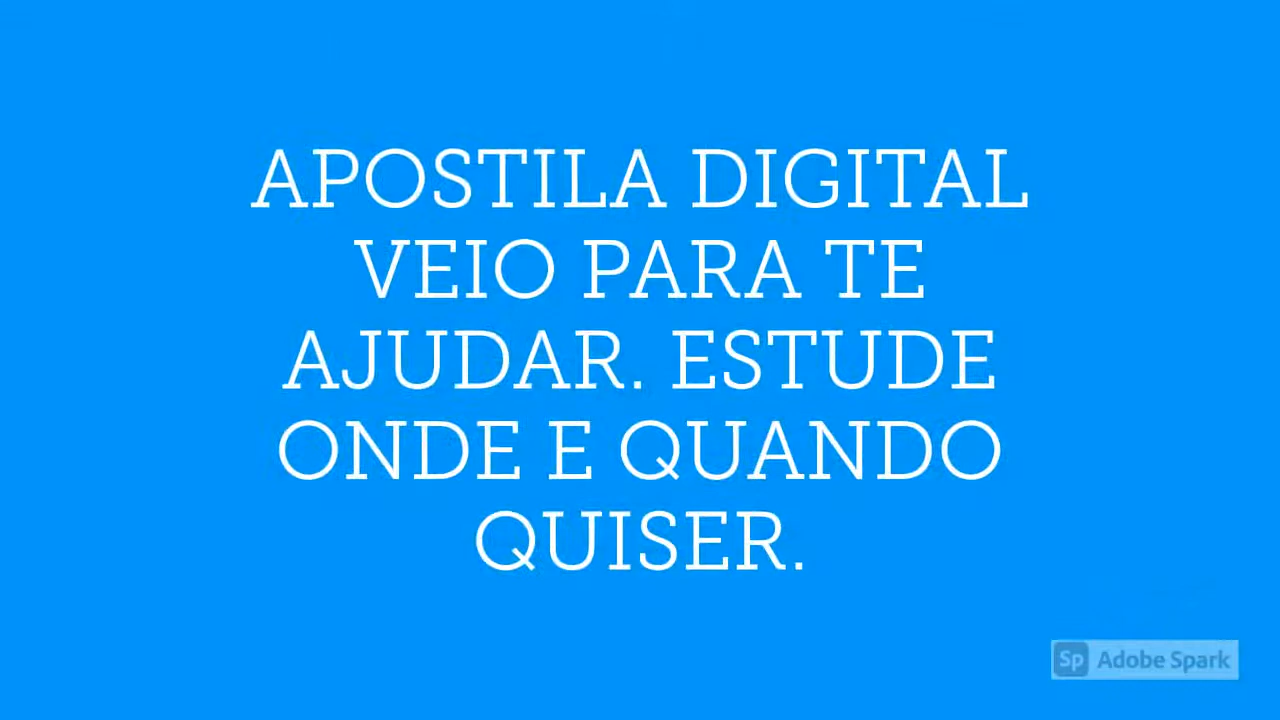 APOSTILA DIGITAL
VEIO PARA TE
AJUDAR. ESTUDE
ONDE E QUANDO
QUISER.
Sp Adobe Spark